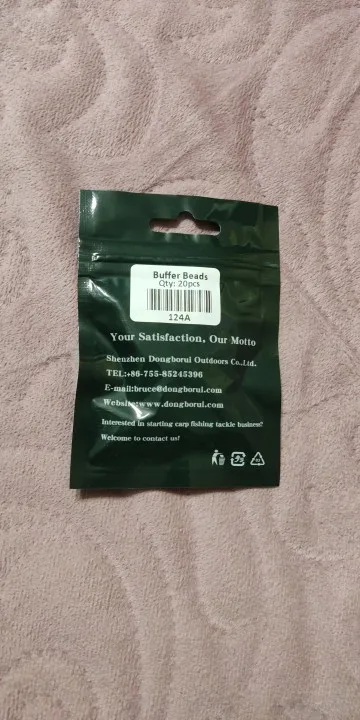 Buffer Beads
Qty: 20pcs
124A
Your Satisfaction, Our Motto
Shenzhen Dongborui Outdoors Co.,Ltd.
TEL:+86-755-85245396
E-mail:bruce@dongborui.com
Website:www.dongborui.com
Interested in starting carp fishing tackle business?
Welcome to contact us!